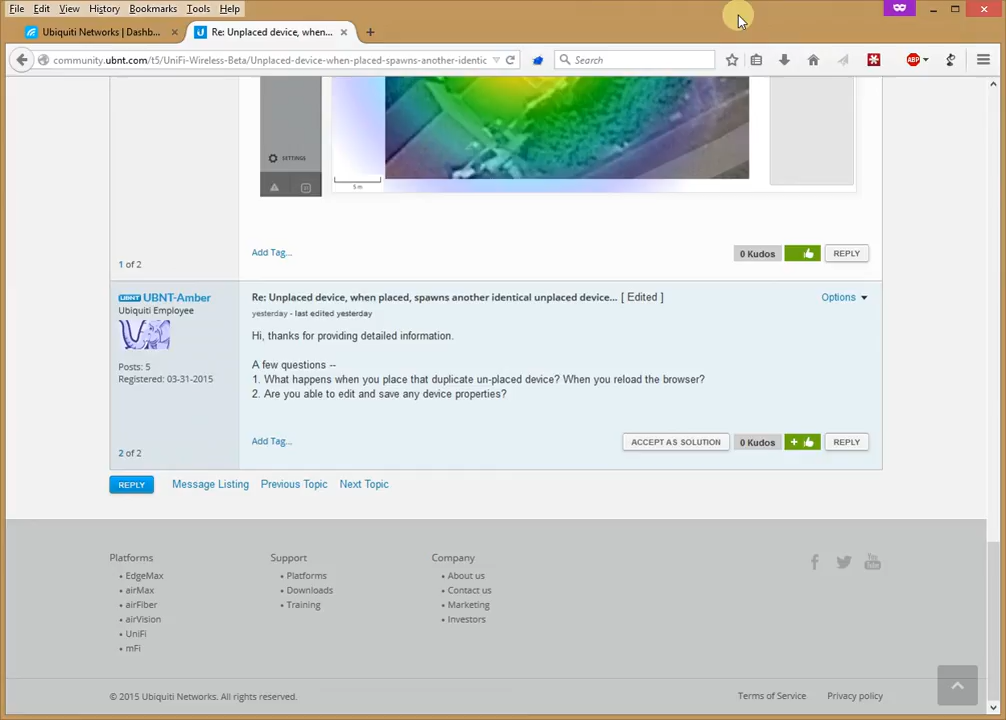 File Edit View History Bookmarks Tools Help
Ubiquiti Networks | Dashb...
Re: Unplaced device, when...
community.ubnt.com/t5/UniFi-Wireless-Beta/Unplaced-device-when-placed-spawns-another-identic
Search
ABP
SETTINGS
5 m
1 of 2
Add Tag...
0 Kudos
REPLY
UBNT UBNT-Amber
Ubiquiti Employee
Posts: 5
Registered: 03-31-2015
2 of 2
Re: Unplaced device, when placed, spawns another identical unplaced device... [ Edited ]
Options
yesterday - last edited yesterday
Hi, thanks for providing detailed information.
A few questions --
1. What happens when you place that duplicate un-placed device? When you reload the browser?
2. Are you able to edit and save any device properties?
Add Tag...
ACCEPT AS SOLUTION
0 Kudos
+
REPLY
REPLY
Message Listing
Previous Topic
Next Topic
Platforms
• EdgeMax
• airMax
• airFiber
• airVision
• UniFi
• mFi
Support
• Platforms
• Downloads
• Training
Company
• About us
• Contact us
• Marketing
• Investors
You Tube
© 2015 Ubiquiti Networks. All rights reserved.
Terms of Service
Privacy policy